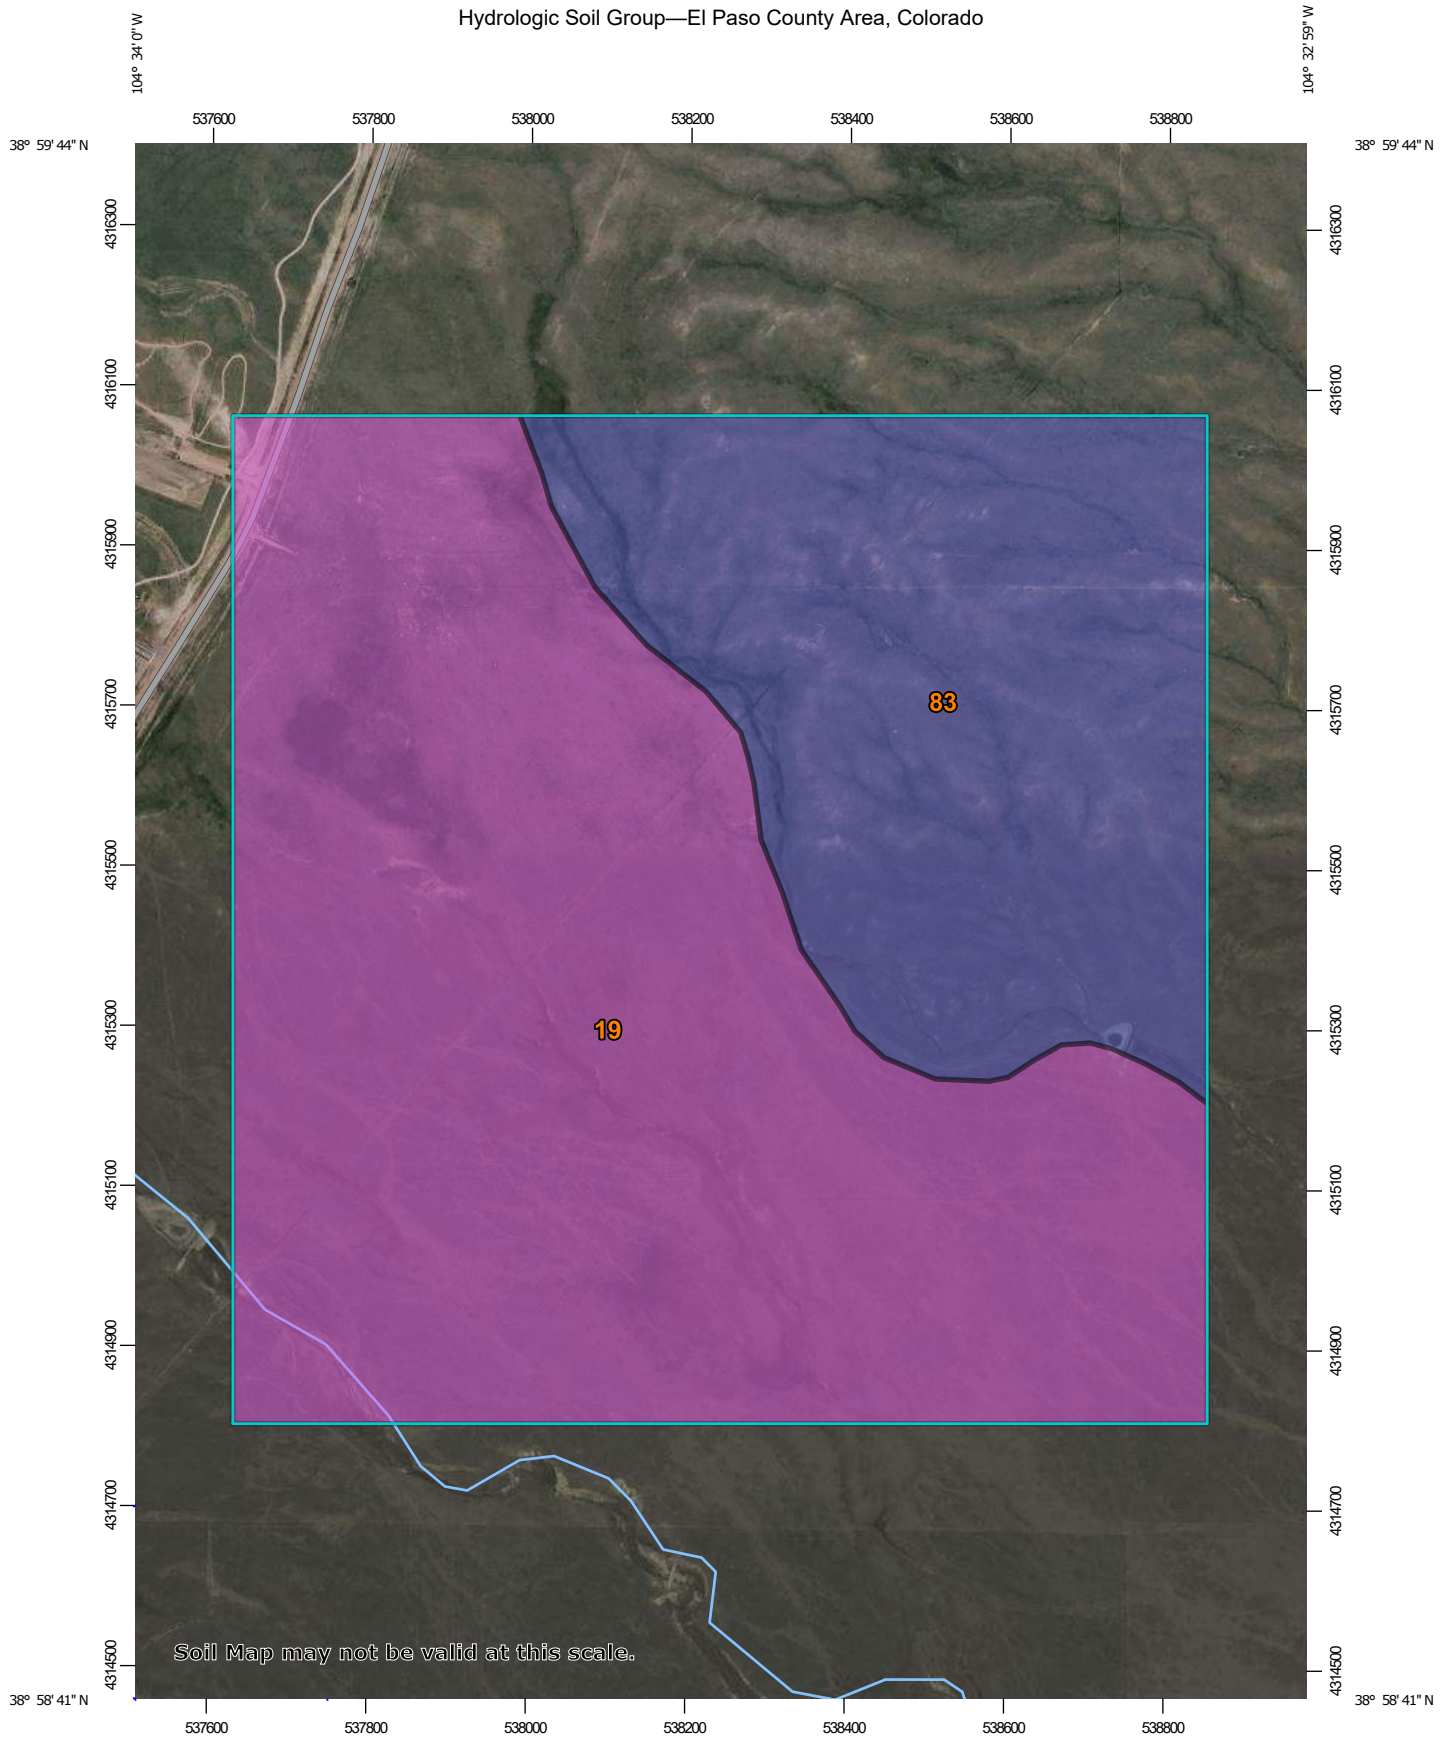 Hydrologic Soil Group—El Paso County Area, Colorado
104° 34' 0'' W
104° 32' 59'' W
537600 537800 538000 538200 538400 538600 538800
38° 59' 44'' N
38° 59' 44'' N
4316300
4316300
4316100
4316100
4315900
4315900
4315700
4315700
83
4315500
4315500
4315300
4315300
19
4315100
4315100
4314900
4314900
4314700
4314700
Soil Map may not be valid at this scale.
4314500
4314500
38° 58' 41'' N
38° 58' 41'' N
537600 537800 538000 538200 538400 538600 538800